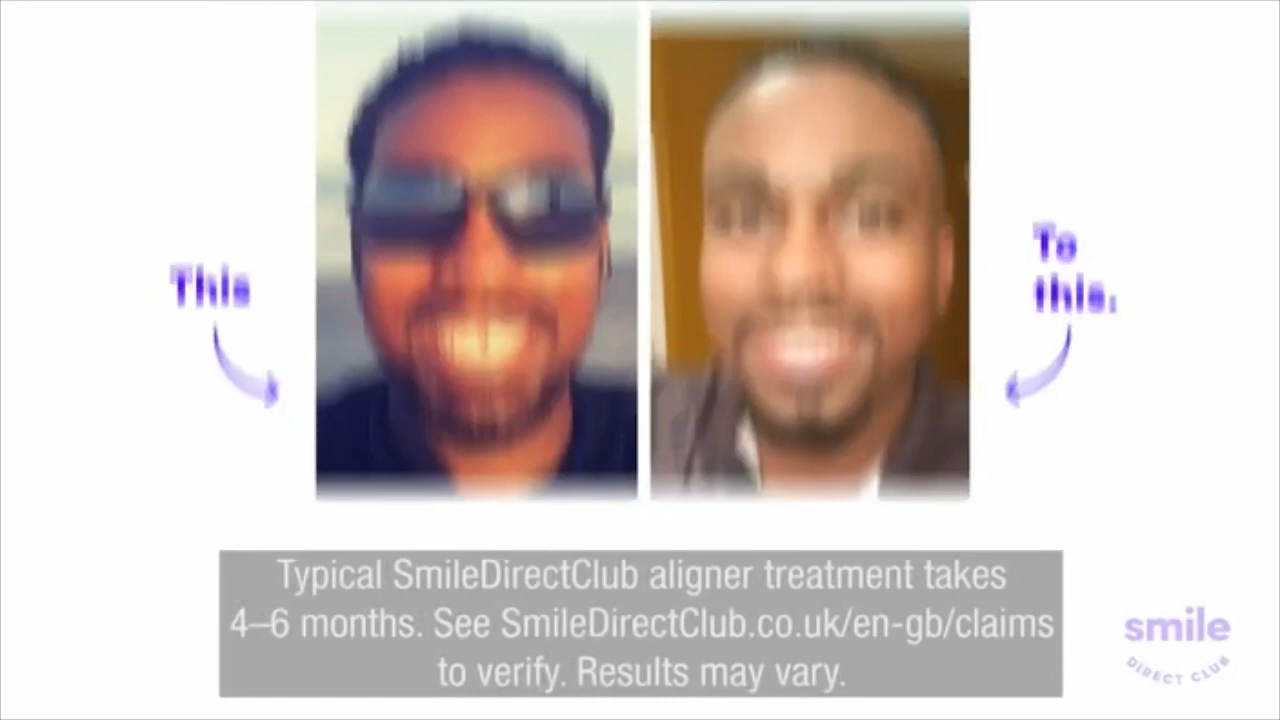 This
To
this.
Typical SmileDirectClub aligner treatment takes
4–6 months. See SmileDirectClub.co.uk/en-gb/claims
to verify. Results may vary.
smile
DIRECT CLUB